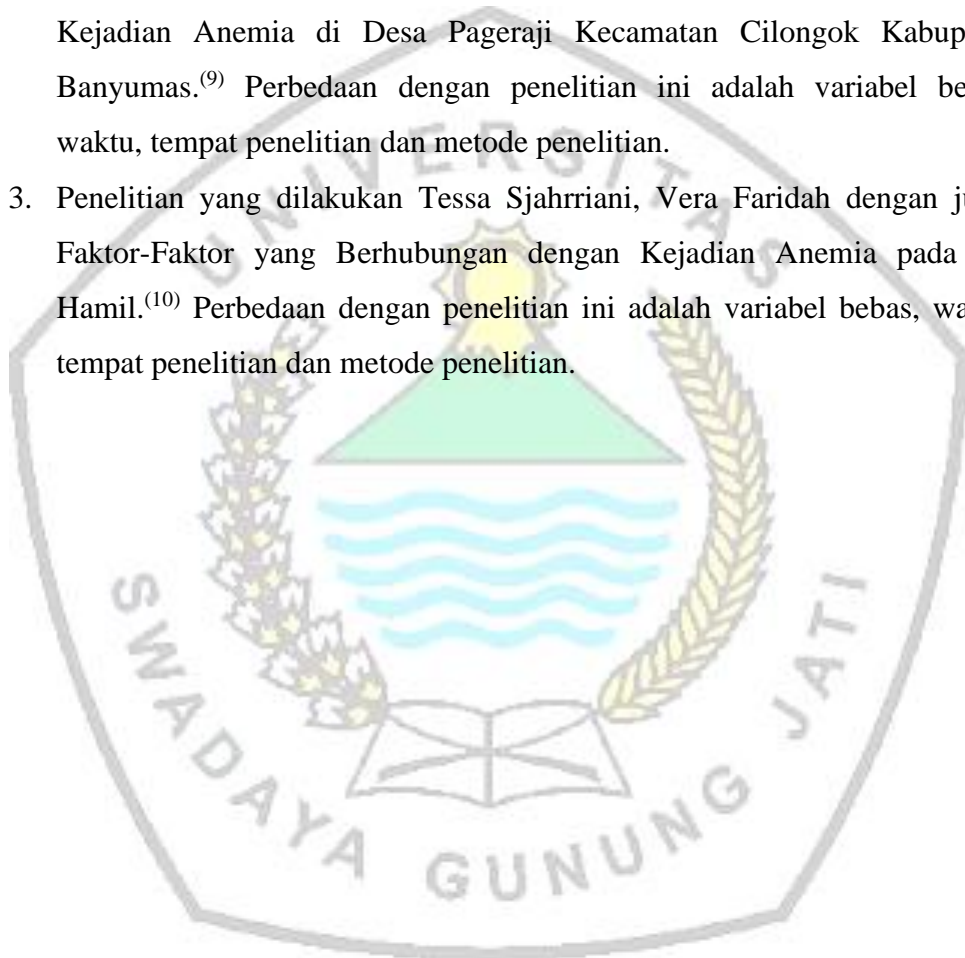 Kejadian Anemia di Desa Pageraji Kecamatan Cilongok Kabup
Banyumas.(9) Perbedaan dengan penelitian ini adalah variabel be
waktu, tempat penelitian dan metode penelitian.
3. Penelitian yang dilakukan Tessa Sjahrriani, Vera Faridah dengan ju
Faktor-Faktor yang Berhubungan dengan Kejadian Anemia pada
Hamil.(10) Perbedaan dengan penelitian ini adalah variabel bebas, wa
tempat penelitian dan metode penelitian.
UNIVERSITAS
SWADAYA GUNUNG JATI